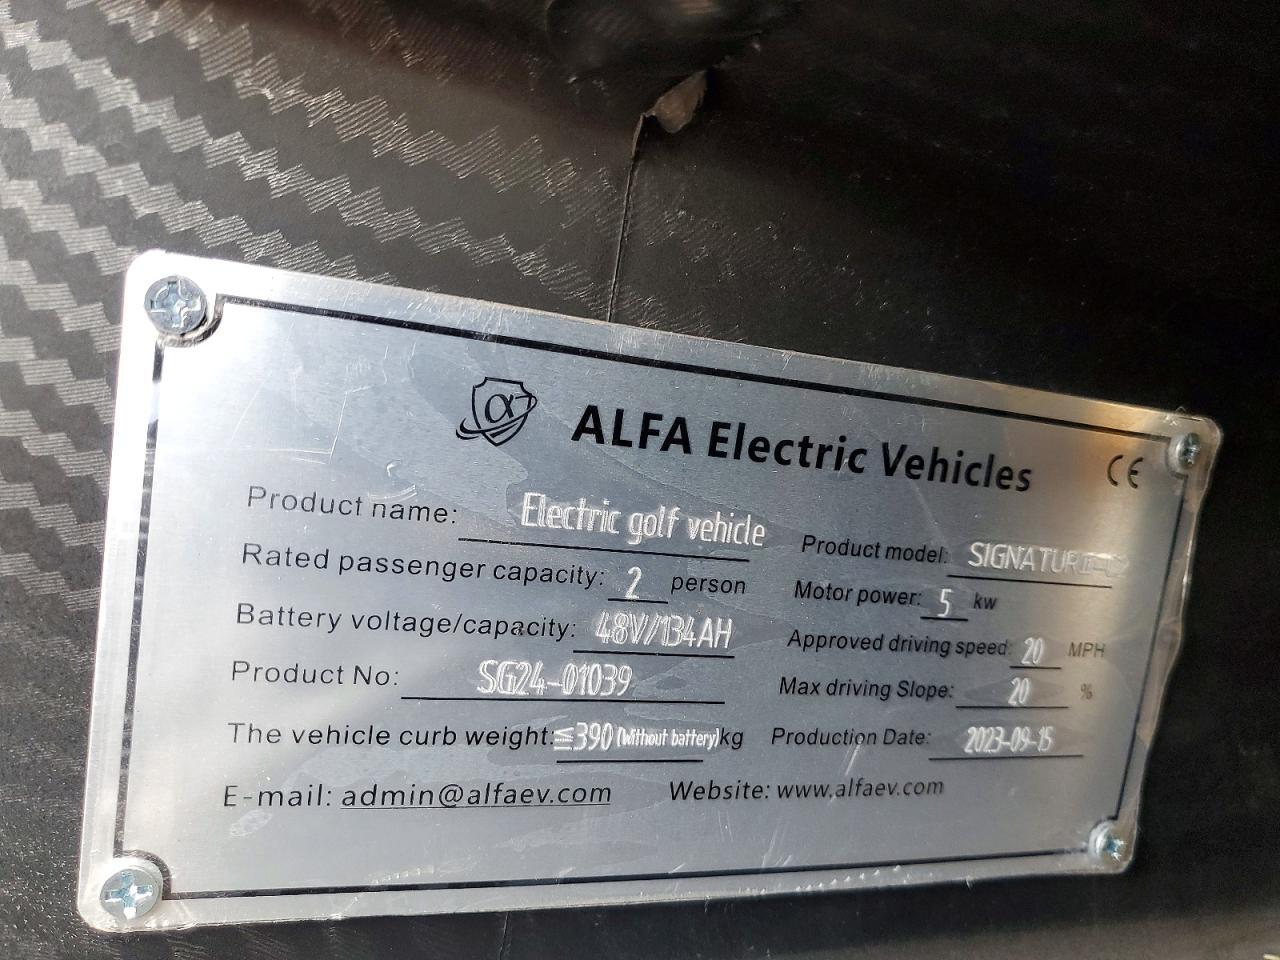 ALFA Electric Vehicles CE
Product name: Electric golf vehicle Product model:
Rated passenger capacity: 2 person Motor power: 5 kw
Battery voltage/capacity: 48V/134AH Approved driving speed: 20 MPH
Product No: SG24-01039 Max driving Slope: 20 %
The vehicle curb weight: ≤390(Without battery)kg Production Date: 2023-09-15
E-mail: admin@alfaev.com Website: www.alfaev.com